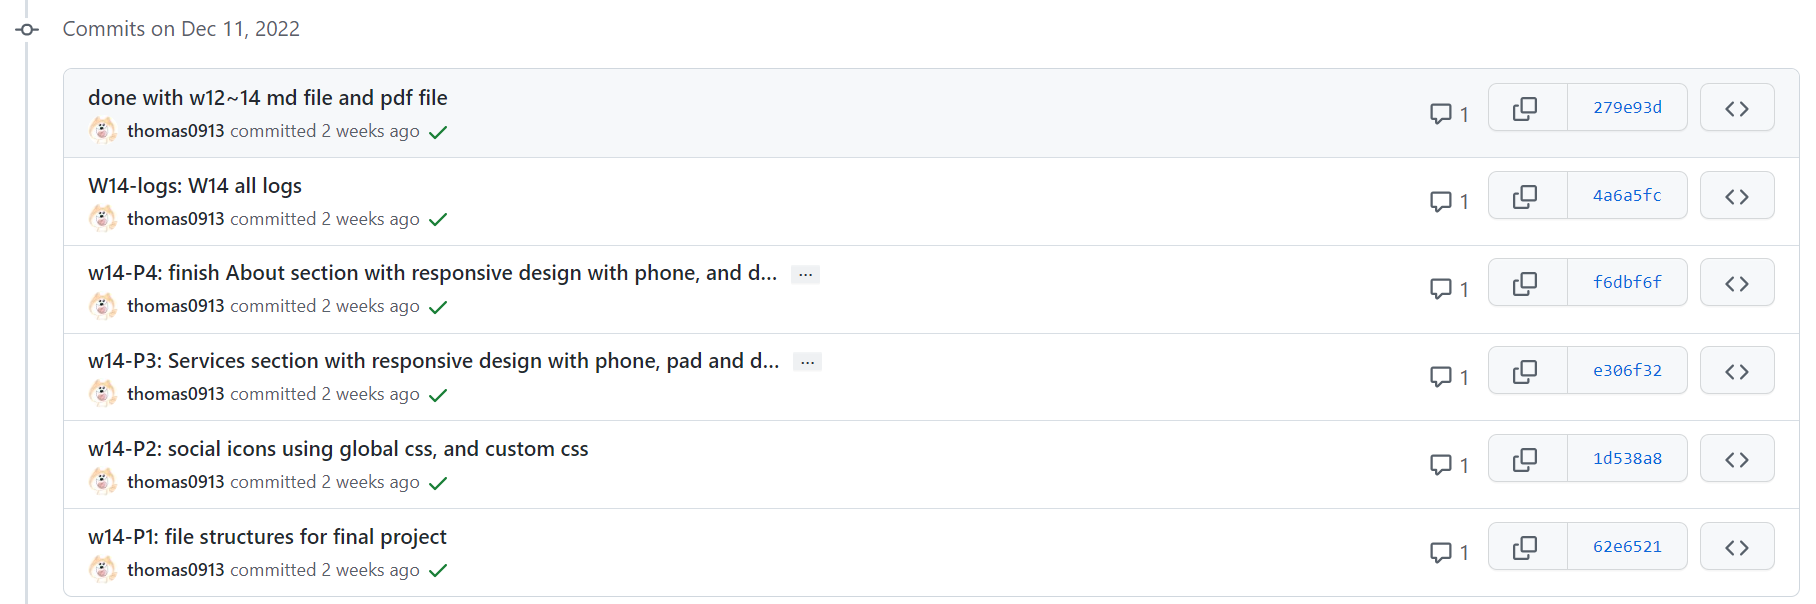 Commits on Dec 11, 2022
done with w12~14 md file and pdf file
thomas0913 committed 2 weeks ago
1
279e93d
W14-logs: W14 all logs
thomas0913 committed 2 weeks ago
1
4a6a5fc
w14-P4: finish About section with responsive design with phone, and d... ...
thomas0913 committed 2 weeks ago
1
f6dbf6f
w14-P3: Services section with responsive design with phone, pad and d... ...
thomas0913 committed 2 weeks ago
1
e306f32
w14-P2: social icons using global css, and custom css
thomas0913 committed 2 weeks ago
1
1d538a8
w14-P1: file structures for final project
thomas0913 committed 2 weeks ago
1
62e6521